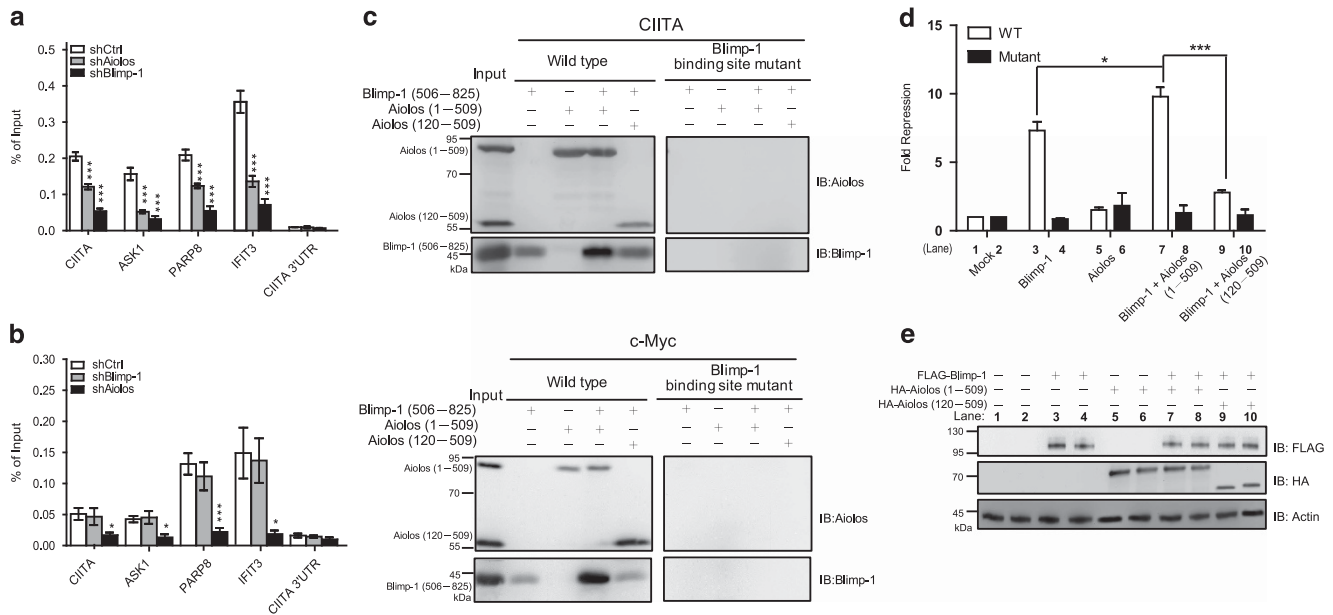 a
shCtrl
shAiolos
shBlimp-1
% of Input
0.5
0.4
0.3
0.2
0.1
0.0
***
***
***
***
***
***
***
***
CIITA
ASK1
PARP8
IFIT3
CIITA 3'UTR
b
shCtrl
shBlimp-1
shAiolos
% of Input
0.30
0.25
0.20
0.15
0.10
0.05
0.00
*
*
***
*
CIITA
ASK1
PARP8
IFIT3
CIITA 3'UTR
c
CIITA
Input
Wild type
Blimp-1
binding site mutant
Blimp-1 (506–825) + – + + + – + +
Aiolos (1–509) – + + – – + + –
Aiolos (120–509) – – – + – – – +
95
Aiolos (1–509)
70
Aiolos (120–509)
55
IB:Aiolos
Blimp-1 (506–825)
45
kDa
IB:Blimp-1
c-Myc
Input
Wild type
Blimp-1
binding site mutant
Blimp-1 (506–825) + – + + + – + +
Aiolos (1–509) – + + – – + + –
Aiolos (120–509) – – – + – – – +
95
Aiolos (1–509)
70
Aiolos (120–509)
55
IB:Aiolos
45
Blimp-1 (506–825)
kDa
IB:Blimp-1
d
WT
Mutant
Fold Repression
20
15
10
5
0
*
***
(Lane) 1 2 3 4 5 6 7 8 9 10
Mock
Blimp-1
Aiolos
Blimp-1 + Aiolos
(1–509)
Blimp-1 + Aiolos
(120–509)
e
FLAG-Blimp-1 – – + + – – + + + +
HA-Aiolos (1–509) – – – – + + + + – –
HA-Aiolos (120–509) – – – – – – – – + +
Lane: 1 2 3 4 5 6 7 8 9 10
130
95
IB: FLAG
70
IB: HA
45
kDa
IB: Actin